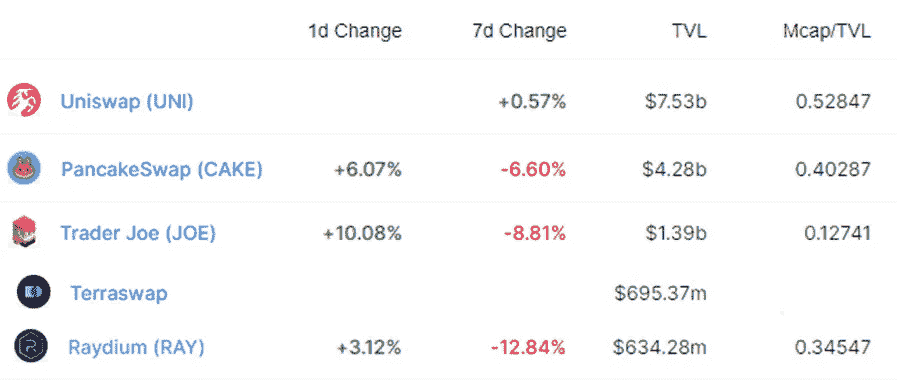 1d Change 7d Change TVL Mcap/TVL
Uniswap (UNI) +0.57% $7.53b 0.52847
PancakeSwap (CAKE) +6.07% -6.60% $4.28b 0.40287
Trader Joe (JOE) +10.08% -8.81% $1.39b 0.12741
Terraswap $695.37m
Raydium (RAY) +3.12% -12.84% $634.28m 0.34547